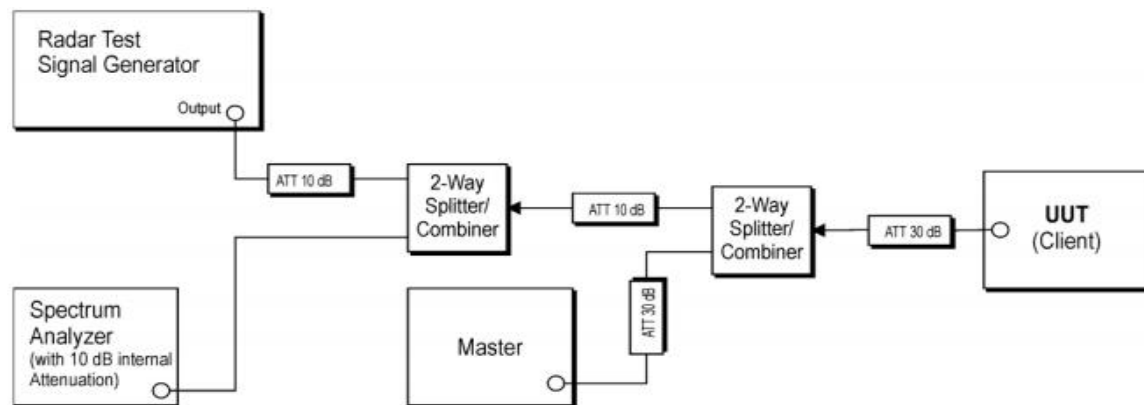 Radar Test
Signal Generator
Output
ATT 10 dB
2-Way
Splitter/
Combiner
ATT 10 dB
2-Way
Splitter/
Combiner
ATT 30 dB
UUT
(Client)
Spectrum
Analyzer
(with 10 dB internal
Attenuation)
Master
ATT 30 dB